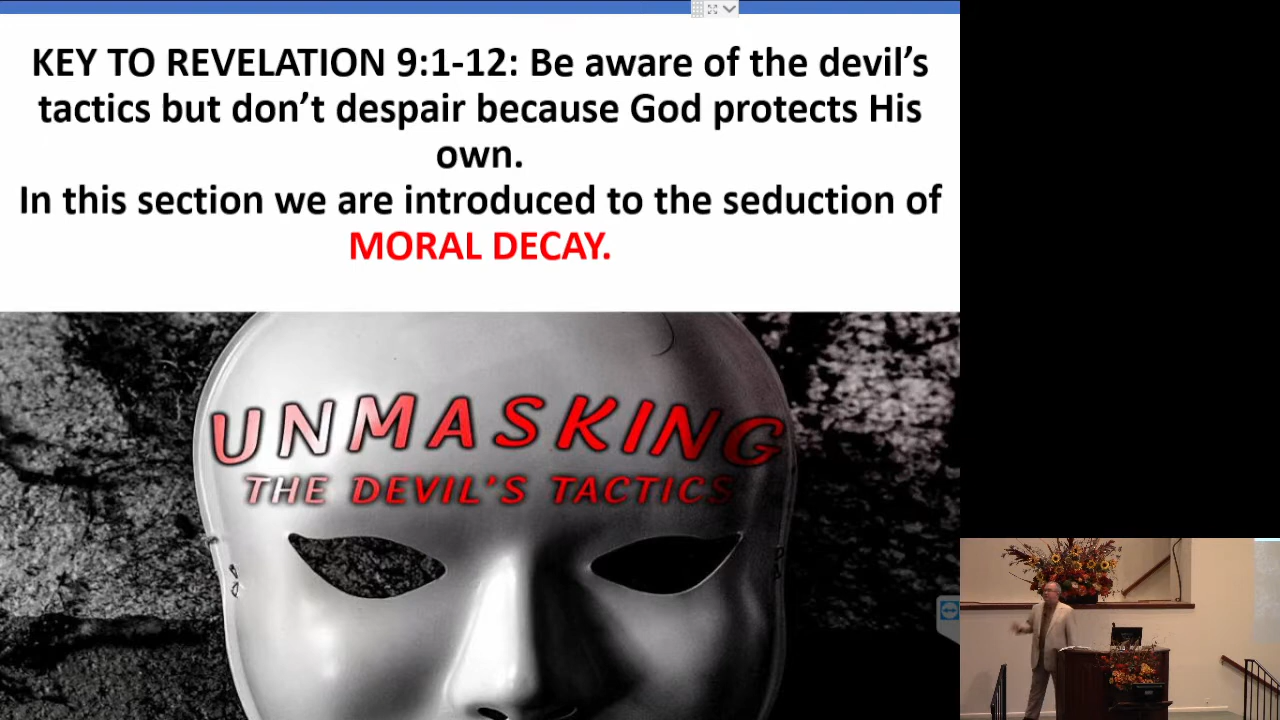 KEY TO REVELATION 9:1-12: Be aware of the devil’s
tactics but don’t despair because God protects His
own.
In this section we are introduced to the seduction of
MORAL DECAY.
UNMASKING
THE DEVIL'S TACTICS